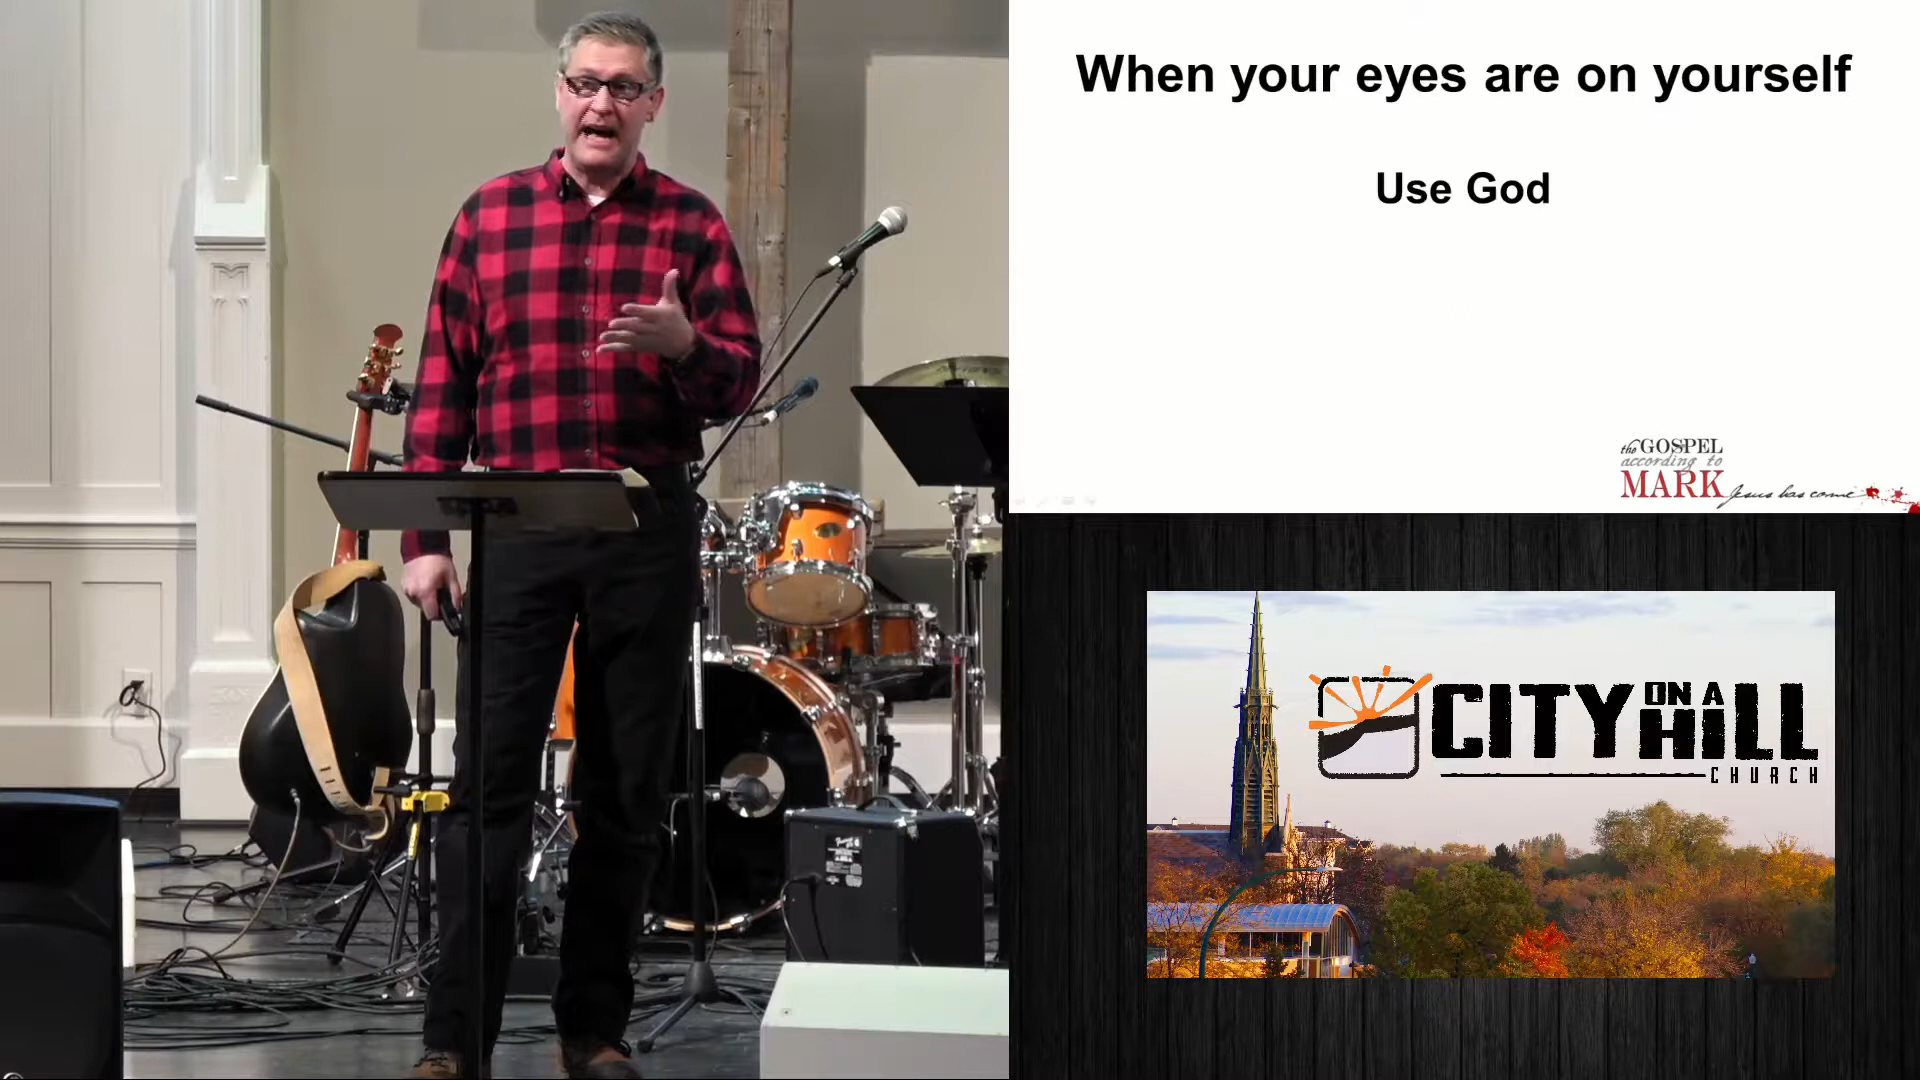 When your eyes are on yourself
Use God
the GOSPEL
according to
MARK Jesus has come
CITY ON A HILL
CHURCH